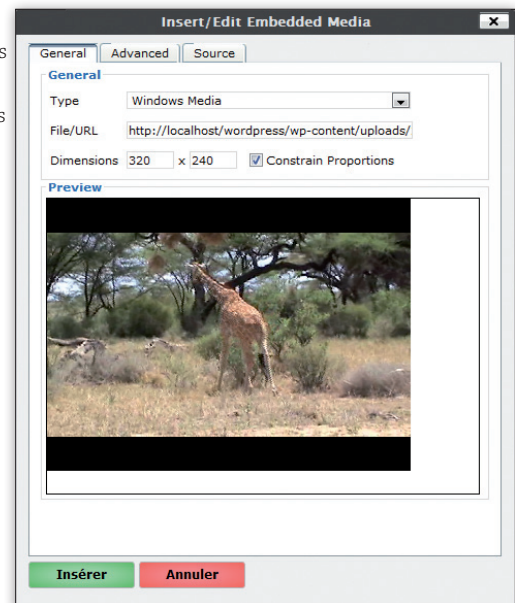 Insert/Edit Embedded Media
General Advanced Source
General
Type Windows Media
File/URL http://localhost/wordpress/wp-content/uploads/
Dimensions 320 x 240 Constrain Proportions
Preview
Insérer Annuler